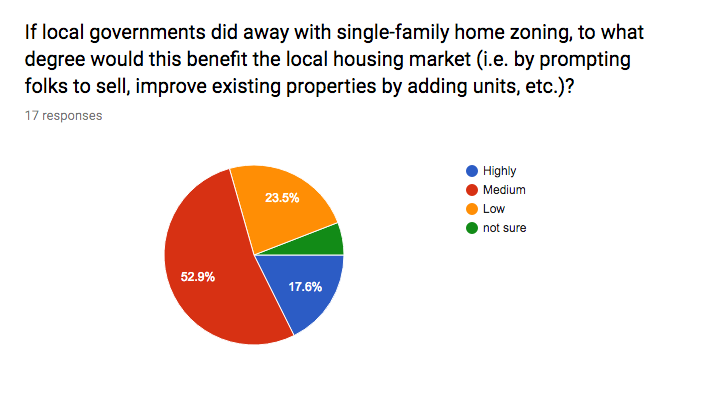 If local governments did away with single-family home zoning, to what
degree would this benefit the local housing market (i.e. by prompting
folks to sell, improve existing properties by adding units, etc.)?
17 responses
23.5%
52.9%
17.6%
Highly
Medium
Low
not sure